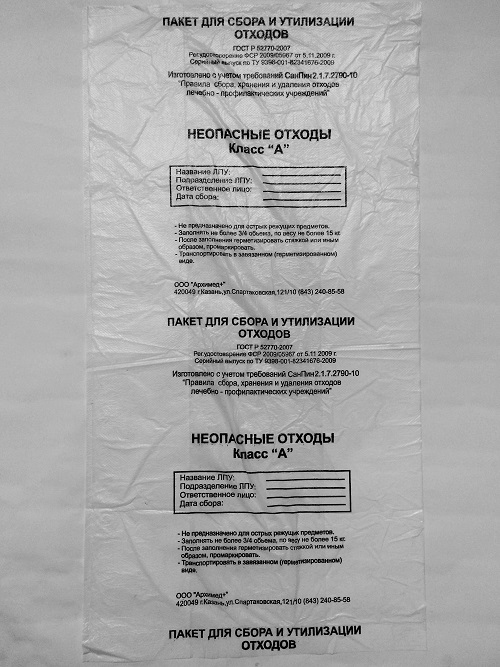 ПАКЕТ ДЛЯ СБОРА И УТИЛИЗАЦИИ
ОТХОДОВ
ГОСТ Р 52770-2007
Рег.удостоверение ФСР 2009/05967 от 5.11.2009 г.
Серийный выпуск по ТУ 9398-001-82341676-2009
Изготовлено с учетом требований СанПин2.1.7.2790-10
"Правила сбора, хранения и удаления отходов
лечебно - профилактических учреждений"
НЕОПАСНЫЕ ОТХОДЫ
Класс "А"
Название ЛПУ:
Подразделение ЛПУ:
Ответственное лицо:
Дата сбора:
- Не предназначено для острых режущих предметов.
- Заполнять не более 3/4 объема, по весу не более 15 кг.
- После заполнения герметизировать стяжкой или иным
образом, промаркировать.
- Транспортировать в завязанном (герметизированном)
виде.
ООО "Архимед+"
420049 г.Казань,ул.Спартаковская,121/10 (843) 240-85-58
ПАКЕТ ДЛЯ СБОРА И УТИЛИЗАЦИИ
ОТХОДОВ
ГОСТ Р 52770-2007
Рег.удостоверение ФСР 2009/05967 от 5.11.2009 г.
Серийный выпуск по ТУ 9398-001-82341676-2009
Изготовлено с учетом требований СанПин2.1.7.2790-10
"Правила сбора, хранения и удаления отходов
лечебно - профилактических учреждений"
НЕОПАСНЫЕ ОТХОДЫ
Класс "А"
Название ЛПУ:
Подразделение ЛПУ:
Ответственное лицо:
Дата сбора:
- Не предназначено для острых режущих предметов.
- Заполнять не более 3/4 объема, по весу не более 15 кг.
- После заполнения герметизировать стяжкой или иным
образом, промаркировать.
- Транспортировать в завязанном (герметизированном)
виде.
ООО "Архимед+"
420049 г.Казань,ул.Спартаковская,121/10 (843) 240-85-58
ПАКЕТ ДЛЯ СБОРА И УТИЛИЗАЦИИ
ОТХОДОВ